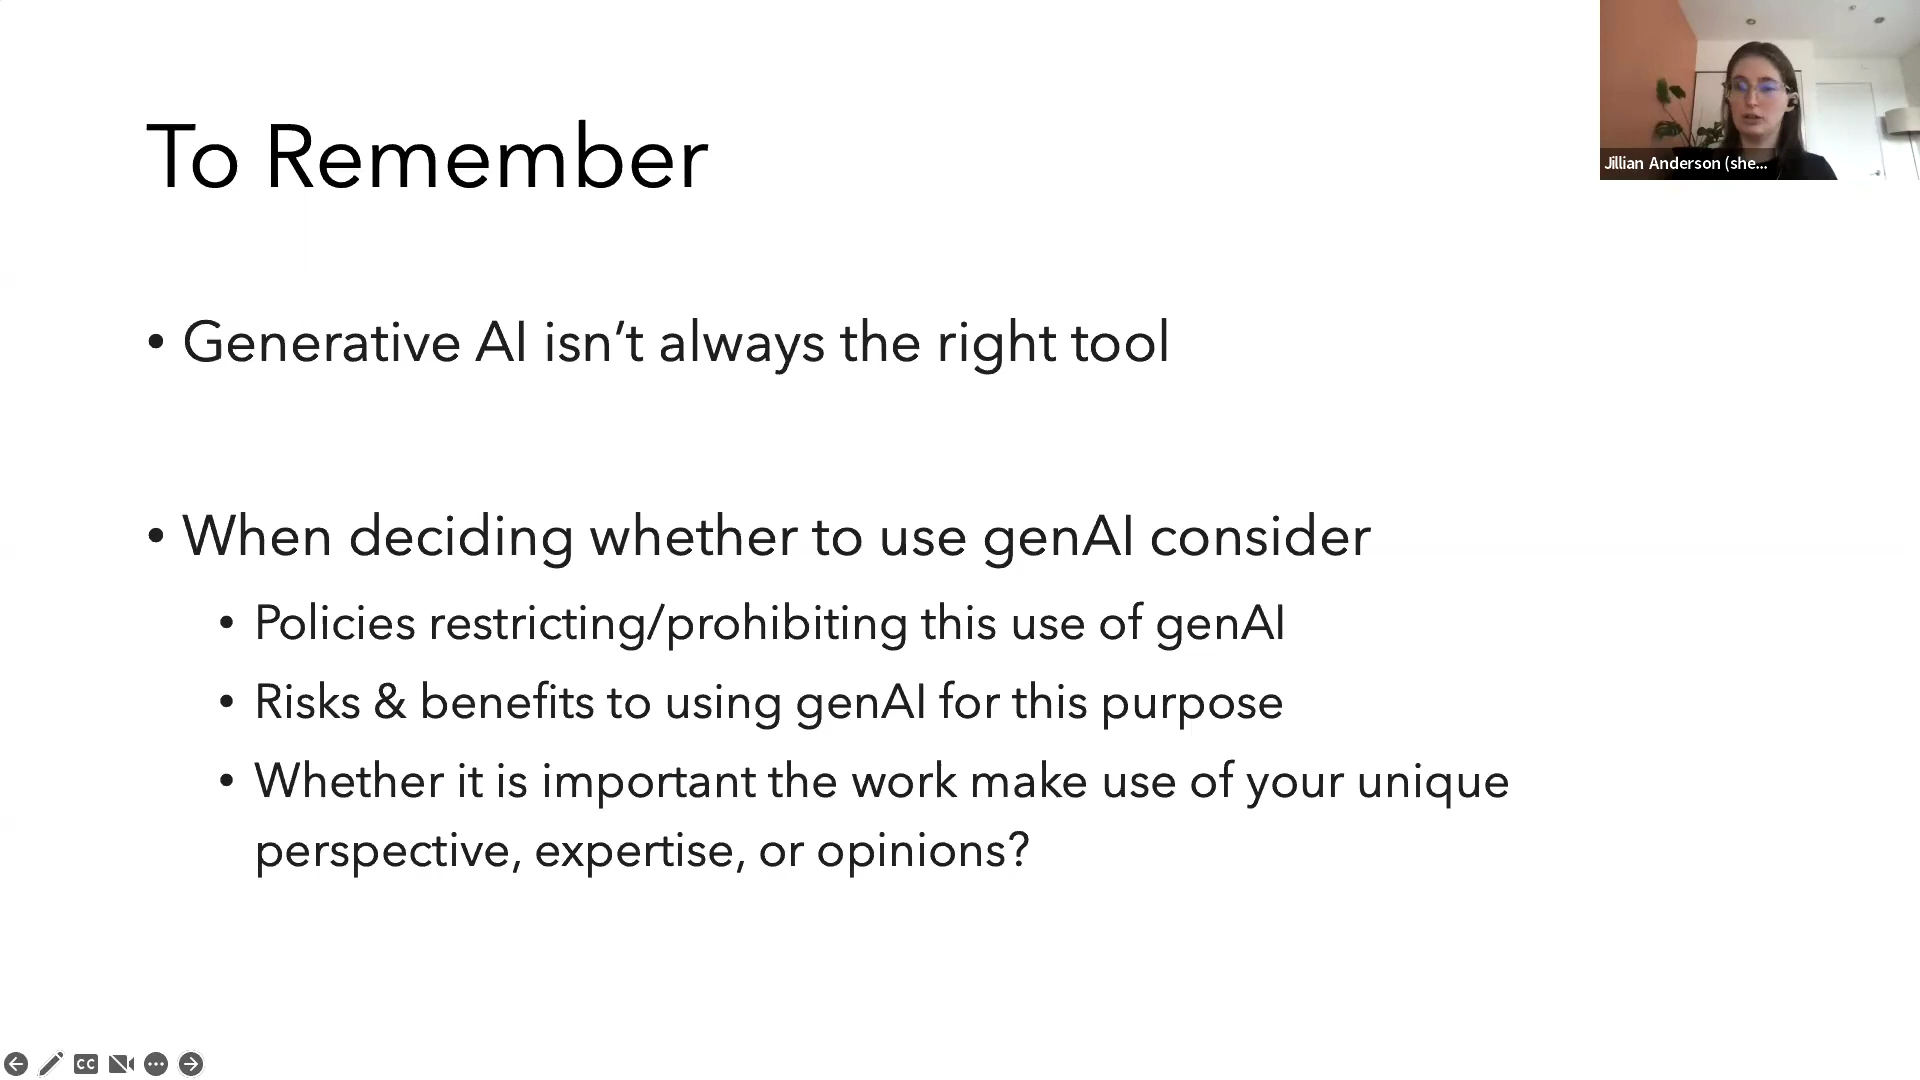 To Remember
Jillian Anderson (she...
• Generative AI isn’t always the right tool
• When deciding whether to use genAI consider
• Policies restricting/prohibiting this use of genAI
• Risks & benefits to using genAI for this purpose
• Whether it is important the work make use of your unique
perspective, expertise, or opinions?
CC